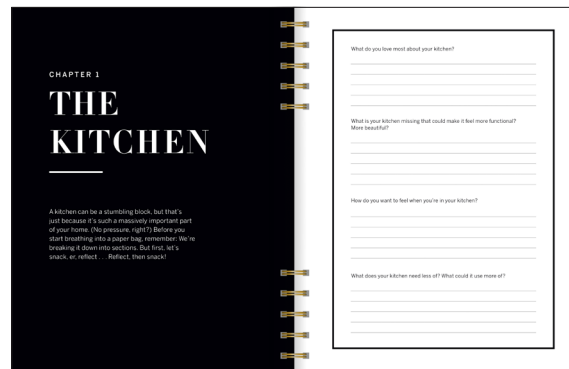 CHAPTER 1
THE
KITCHEN
A kitchen can be a stumbling block, but that's
just because it's such a massively important part
of your home. (No pressure, right?) Before you
start breathing into a paper bag, remember: We're
breaking it down into sections. But first, let's
snack, er, reflect . . . Reflect, then snack!
What do you love most about your kitchen?
What is your kitchen missing that could make it feel more functional?
More beautiful?
How do you want to feel when you're in your kitchen?
What does your kitchen need less of? What could it use more of?